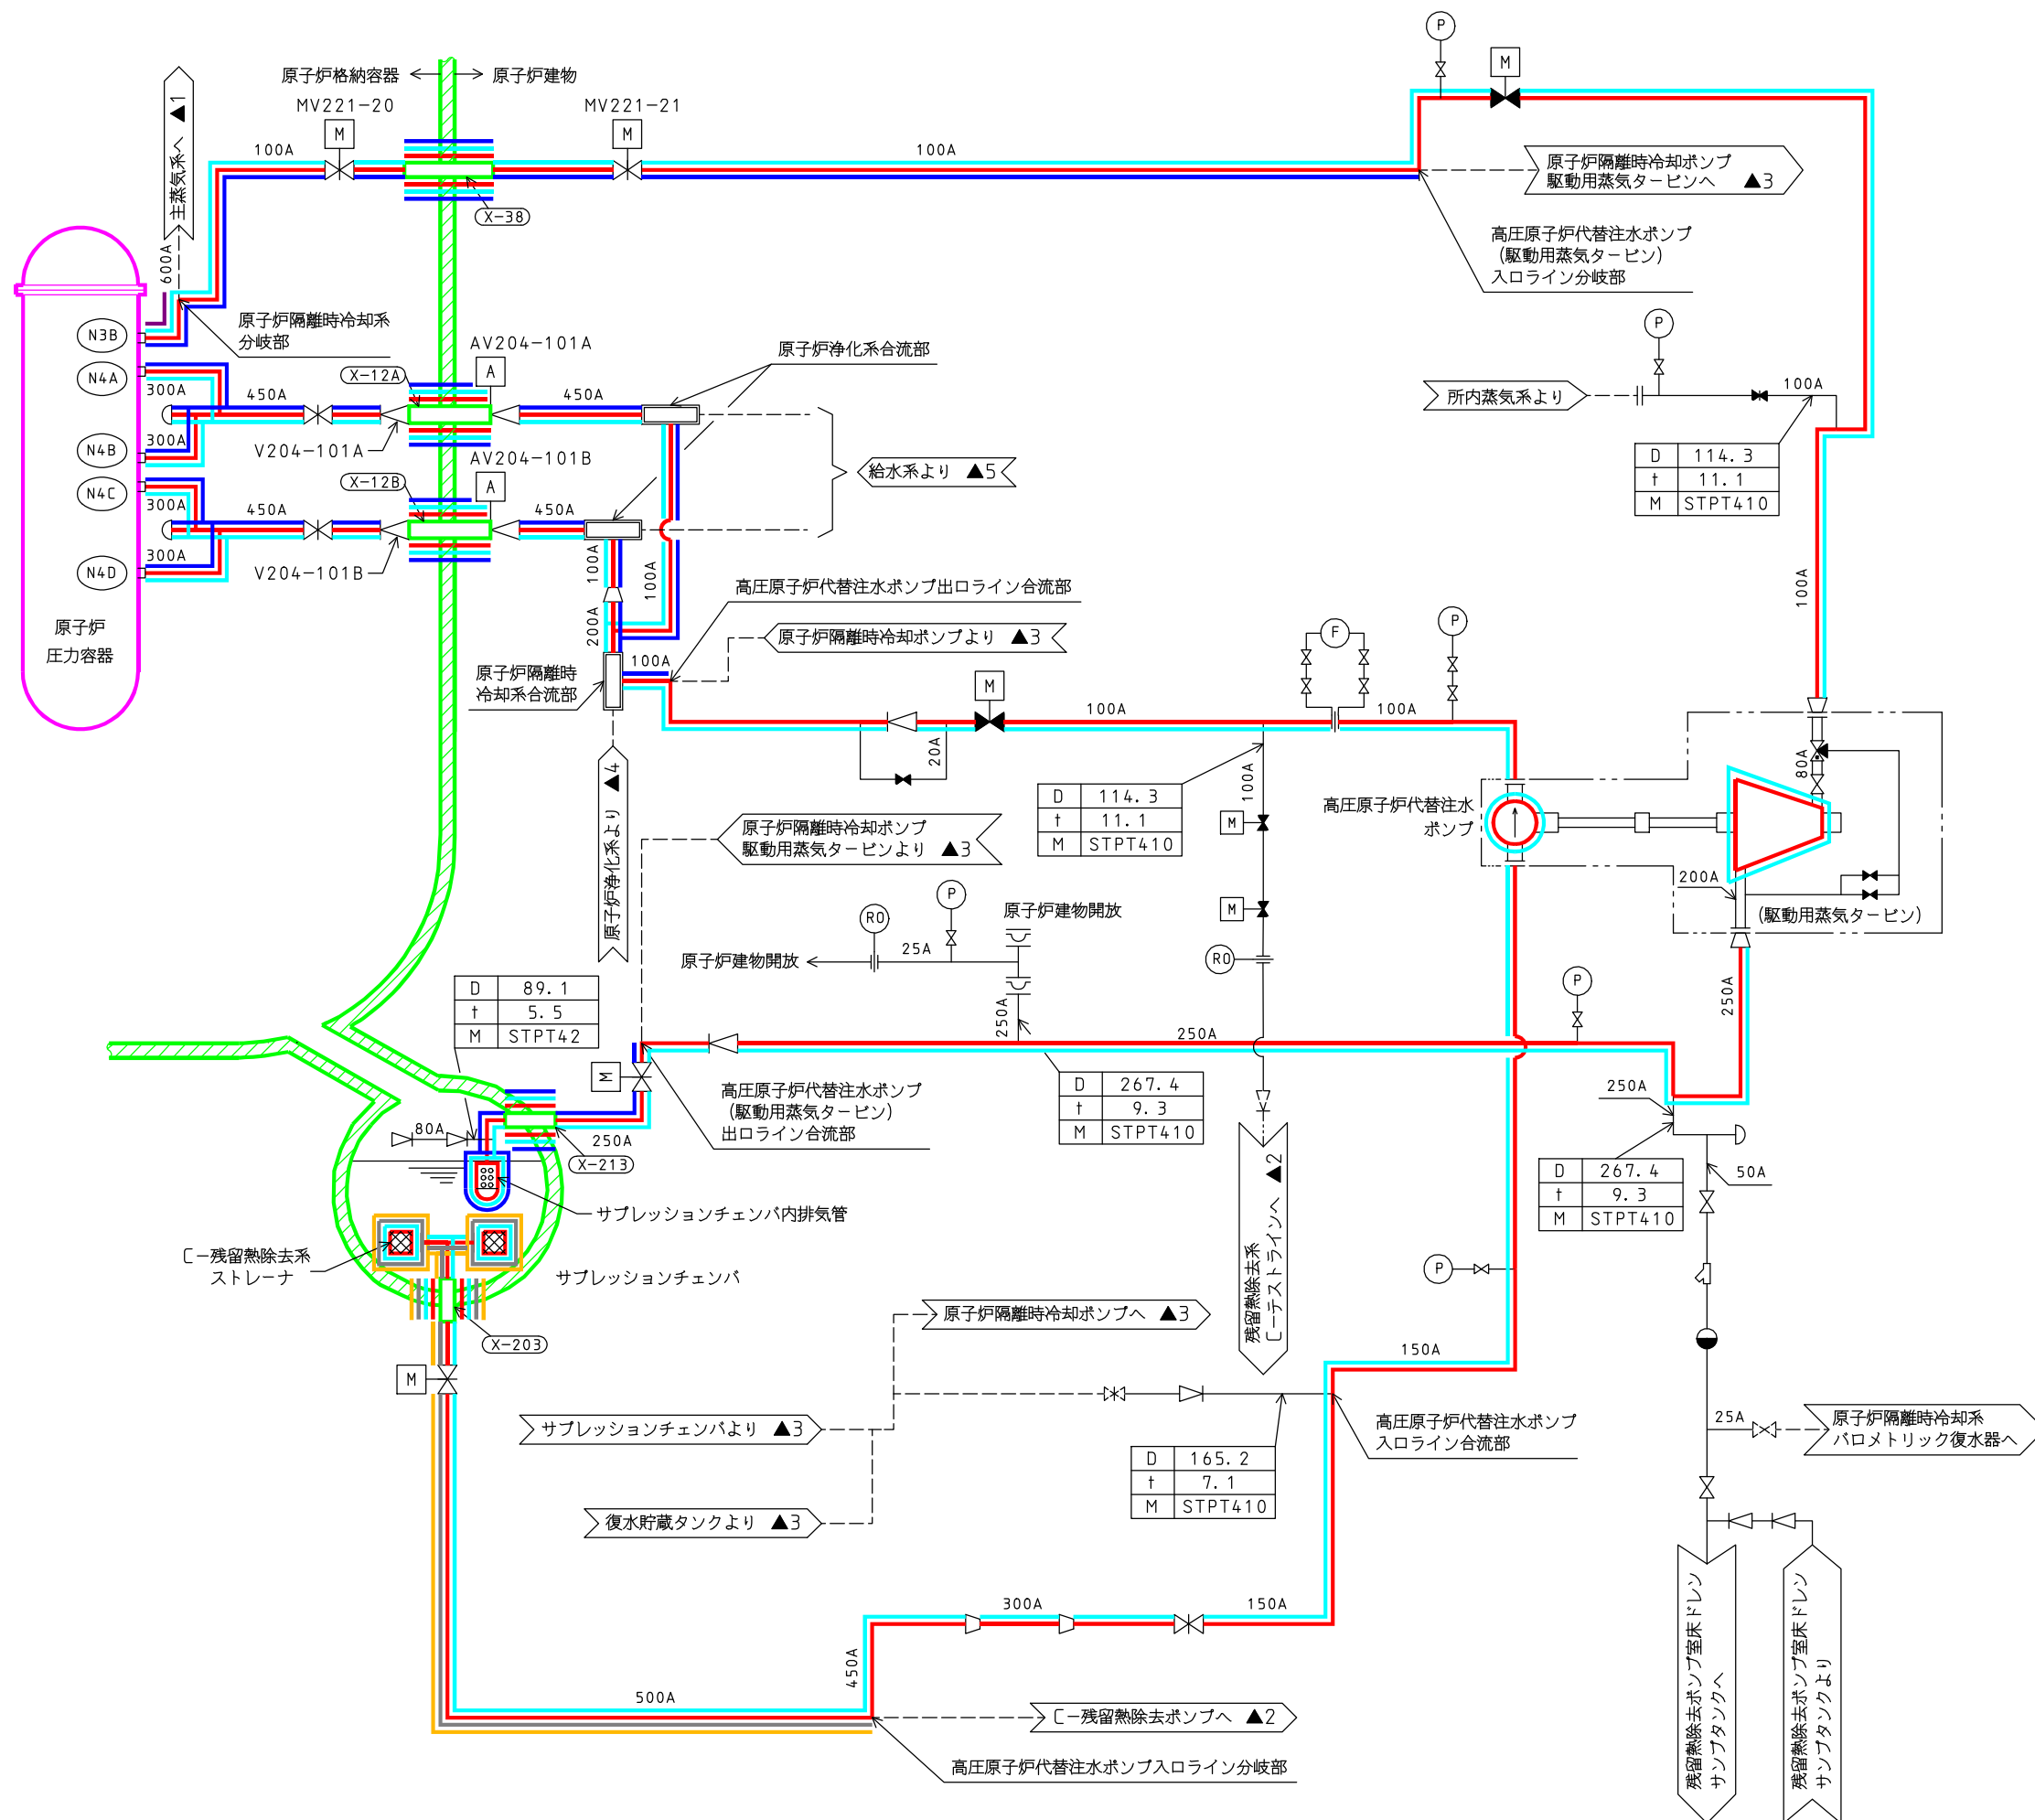 P
M
原子炉格納容器
原子炉建物
MV221-20
MV221-21
M
M
主蒸気系へ ▲1
100A
100A
原子炉隔離時冷却ポンプ
駆動用蒸気タービンへ ▲3
X-38
600A
高圧原子炉代替注水ポンプ
(駆動用蒸気タービン)
入口ライン分岐部
原子炉隔離時冷却系
分岐部
N3B
N4A
300A
450A
X-12A
AV204-101A
A
450A
原子炉浄化系合流部
P
所内蒸気系より
100A
N4B
300A
V204-101A
AV204-101B
給水系より ▲5
D 114.3
t 11.1
M STPT410
N4C
300A
450A
X-12B
A
450A
N4D
300A
V204-101B
100A
100A
200A
100A
原子炉
圧力容器
高圧原子炉代替注水ポンプ出ロライン合流部
原子炉隔離時冷却ポンプより ▲3
原子炉隔離時
冷却系合流部
100A
F
P
M
100A
100A
20A
原子炉浄化系より ▲4
D 114.3
t 11.1
M STPT410
100A
M
M
RO
高圧原子炉代替注水
ポンプ
80A
200A
(駆動用蒸気タービン)
原子炉隔離時冷却ポンプ
駆動用蒸気タービンより ▲3
P
RO
原子炉建物開放
25A
原子炉建物開放
250A
P
250A
250A
D 89.1
t 5.5
M STPT42
M
高圧原子炉代替注水ポンプ
(駆動用蒸気タービン)
出ロライン合流部
D 267.4
t 9.3
M STPT410
250A
80A
250A
X-213
D 267.4
t 9.3
M STPT410
50A
サプレッションチェンバ内排気管
C-残留熱除去系
ストレーナ
サプレッションチェンバ
残留熱除去系
C-テストラインへ ▲2
P
X-203
M
原子炉隔離時冷却ポンプへ ▲3
150A
サプレッションチェンバより ▲3
高圧原子炉代替注水ポンプ
入口ライン合流部
25A
原子炉隔離時冷却系
バロメトリック復水器へ
D 165.2
t 7.1
M STPT410
復水貯蔵タンクより ▲3
300A
150A
450A
500A
C-残留熱除去ポンプへ ▲2
高圧原子炉代替注水ポンプ入口ライン分岐部
残留熱除去ポンプ室床ドレン
サンプタンクへ
残留熱除去ポンプ室床ドレン
サンプタンクより